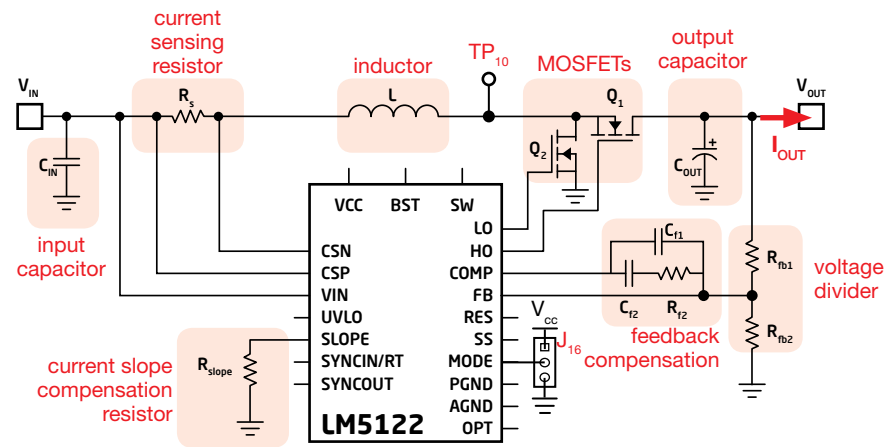 current
sensing
resistor
TP10
inductor
MOSFETs
output
capacitor
VIN
Rs
L
Q1
VOUT
CIN
Q2
COUT
+
IOUT
input
capacitor
VCC
BST
SW
LO
HO
CSN
CSP
VIN
UVLO
SLOPE
SYNCIN/RT
SYNCOUT
COMP
FB
RES
SS
MODE
PGND
AGND
OPT
LM5122
Cf1
Cf2
Rf2
feedback
compensation
Rfb1
Rfb2
voltage
divider
Vcc
J16
Rslope
current slope
compensation
resistor